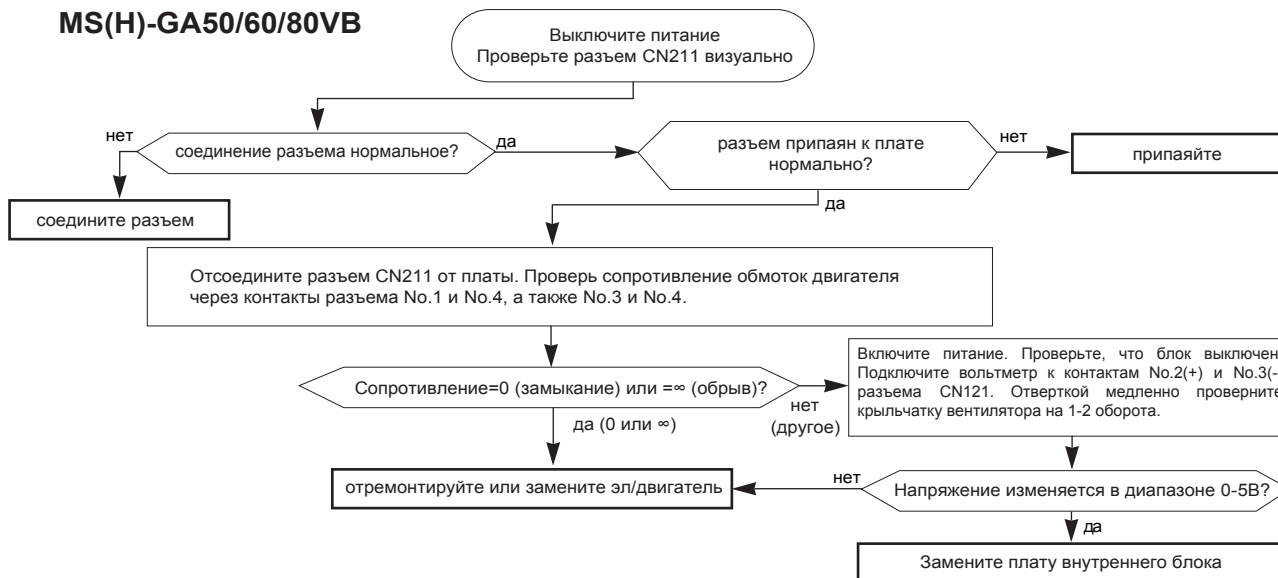 MS(H)-GA50/60/80VB
Выключите питание
Проверьте разъем CN211 визуально
нет
соединение разъема нормальное?
да
разъем припаян к плате
нормально?
нет
припаяйте
соедините разъем
да
Отсоедините разъем CN211 от платы. Проверь сопротивление обмоток двигателя
через контакты разъема No.1 и No.4, а также No.3 и No.4.
Включите питание. Проверьте, что блок выключен
Подключите вольтметр к контактам No.2(+) и No.3(-
разъема CN121. Отверткой медленно проверните
крыльчатку вентилятора на 1-2 оборота.
Сопротивление=0 (замыкание) или =∞ (обрыв)?
нет
(другое)
да (0 или ∞)
отремонтируйте или замените эл/двигатель
нет
Напряжение изменяется в диапазоне 0-5В?
да
Замените плату внутреннего блока